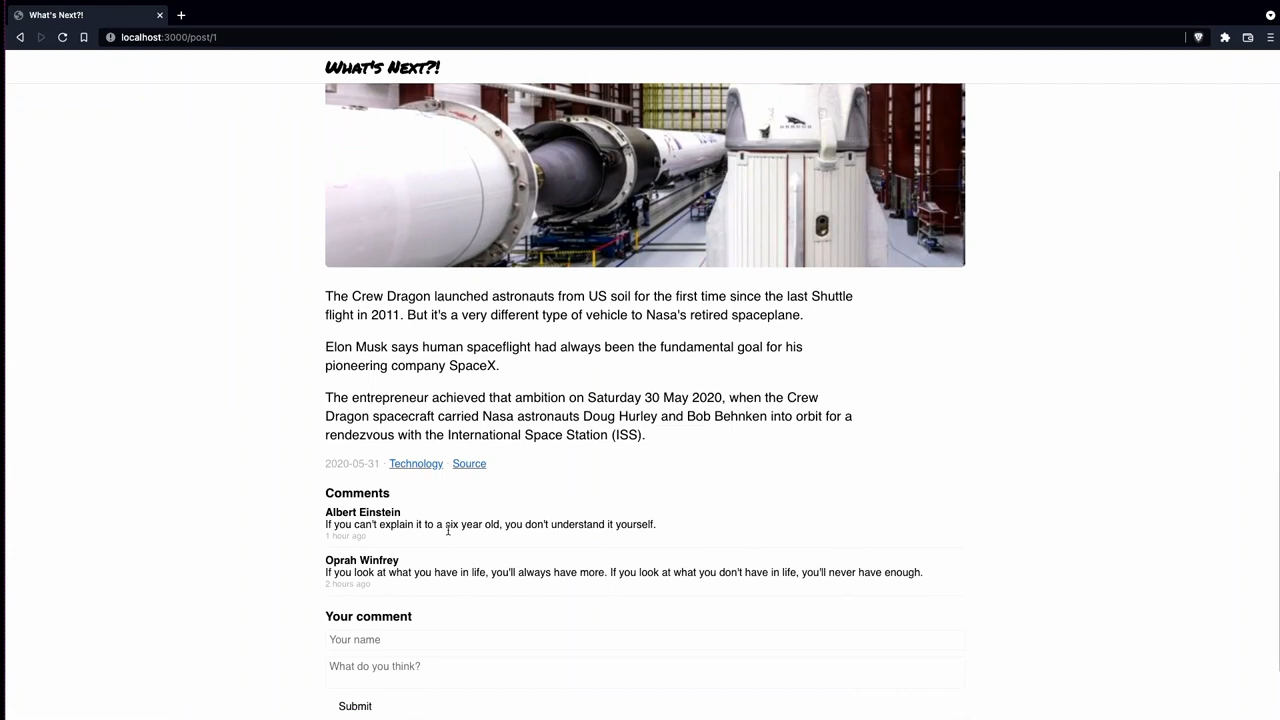 What's Next?!
localhost:3000/post/1
What's Next?!
The Crew Dragon launched astronauts from US soil for the first time since the last Shuttle
flight in 2011. But it's a very different type of vehicle to Nasa's retired spaceplane.
Elon Musk says human spaceflight had always been the fundamental goal for his
pioneering company SpaceX.
The entrepreneur achieved that ambition on Saturday 30 May 2020, when the Crew
Dragon spacecraft carried Nasa astronauts Doug Hurley and Bob Behnken into orbit for a
rendezvous with the International Space Station (ISS).
2020-05-31 · Technology · Source
Comments
Albert Einstein
If you can't explain it to a six year old, you don't understand it yourself.
1 hour ago
Oprah Winfrey
If you look at what you have in life, you'll always have more. If you look at what you don't have in life, you'll never have enough.
2 hours ago
Your comment
Your name
What do you think?
Submit